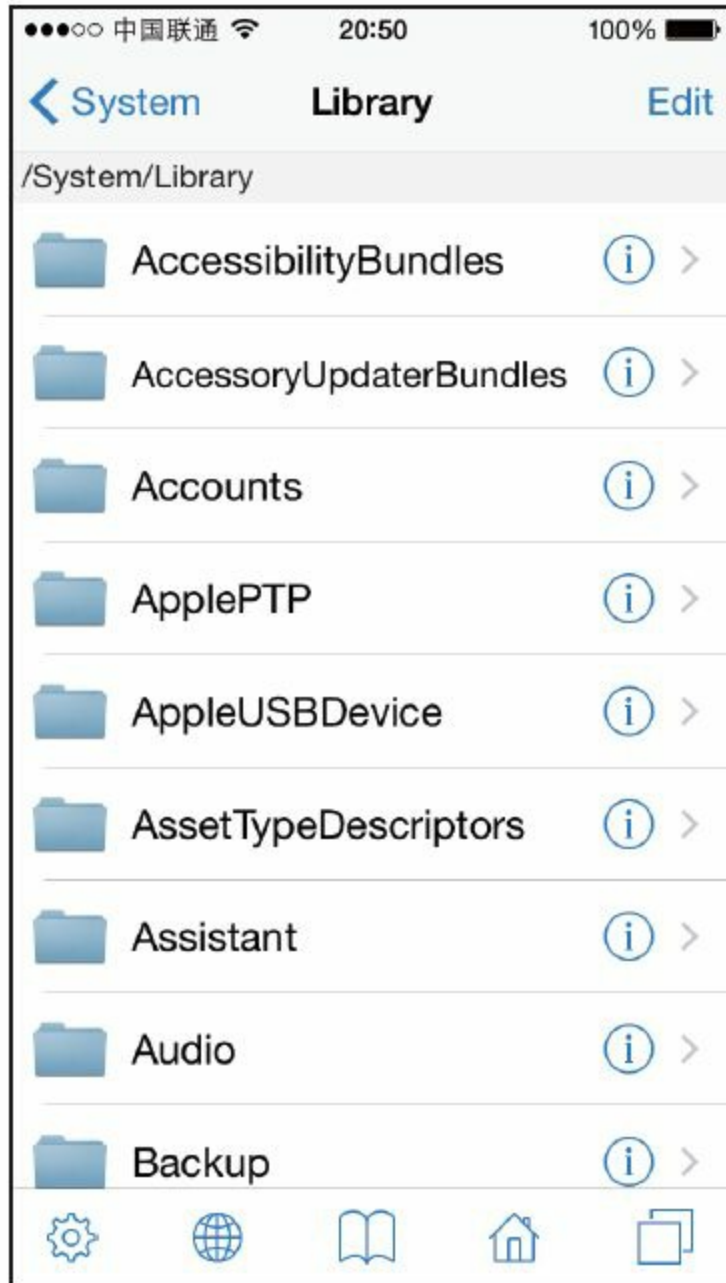 中国联通 20:50 100%
System Library Edit
/System/Library
AccessibilityBundles
AccessoryUpdaterBundles
Accounts
ApplePTP
AppleUSBDevice
AssetTypeDescriptors
Assistant
Audio
Backup